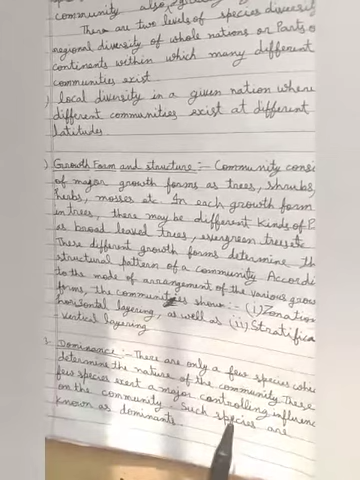 community also
There are two levels of species diversity
regional diversity of whole nations or Parts o
continants within which many different
communities exist
) local diversity in a given nation where
different communities exist at different
latitudes.
) Growth Form and structure :- Community consi
of major growth forms as trees, shrubs,
herbs, mosses etc. In each growth form
in trees, there may be different kinds of P
as broad leaved trees, evergreen trees etc
These different growth forms determine th
structural pattern of a community. Accordi
to the mode of arrangement of the various grow
forms, the communities shown :- (i) Zonation
horizontal layering, as well as (ii) Stratifica
- vertical layering
3- Dominance :- There are only a few species whic
determine the nature of the community. These
few species exert a major controlling influenc
on the community. Such species are
known as dominants.